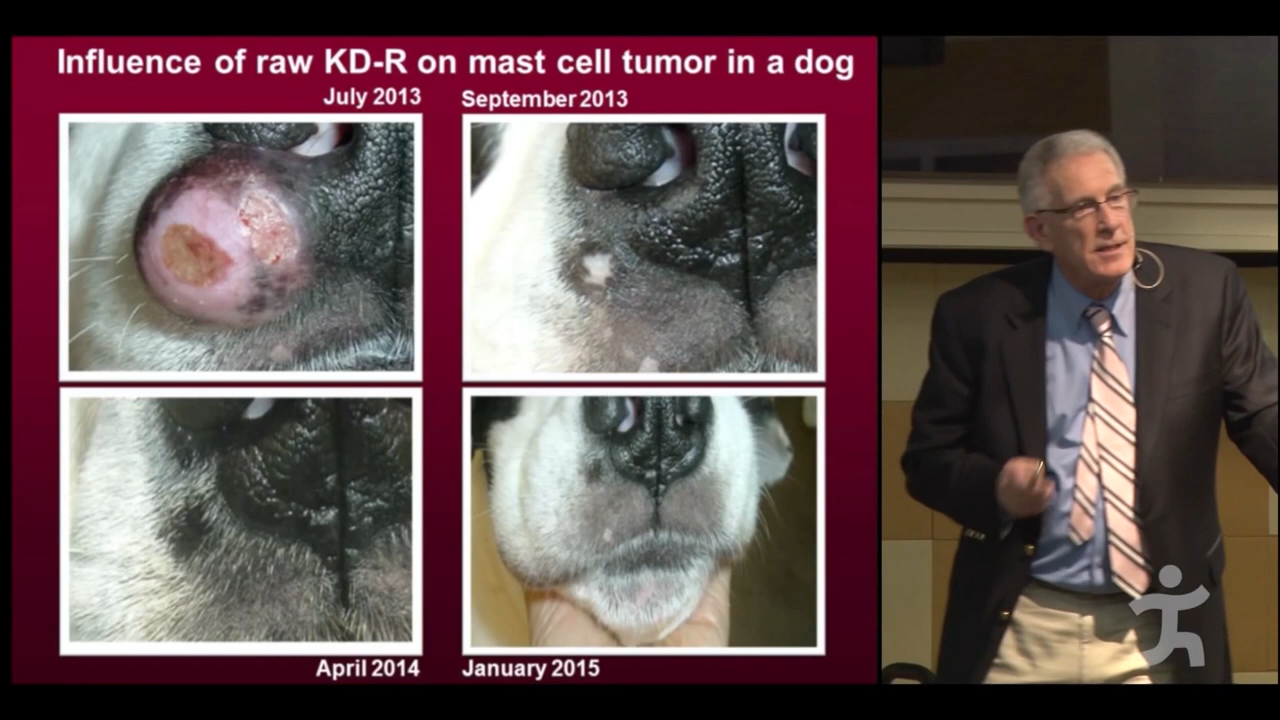 Influence of raw KD-R on mast cell tumor in a dog
July 2013
September 2013
April 2014
January 2015